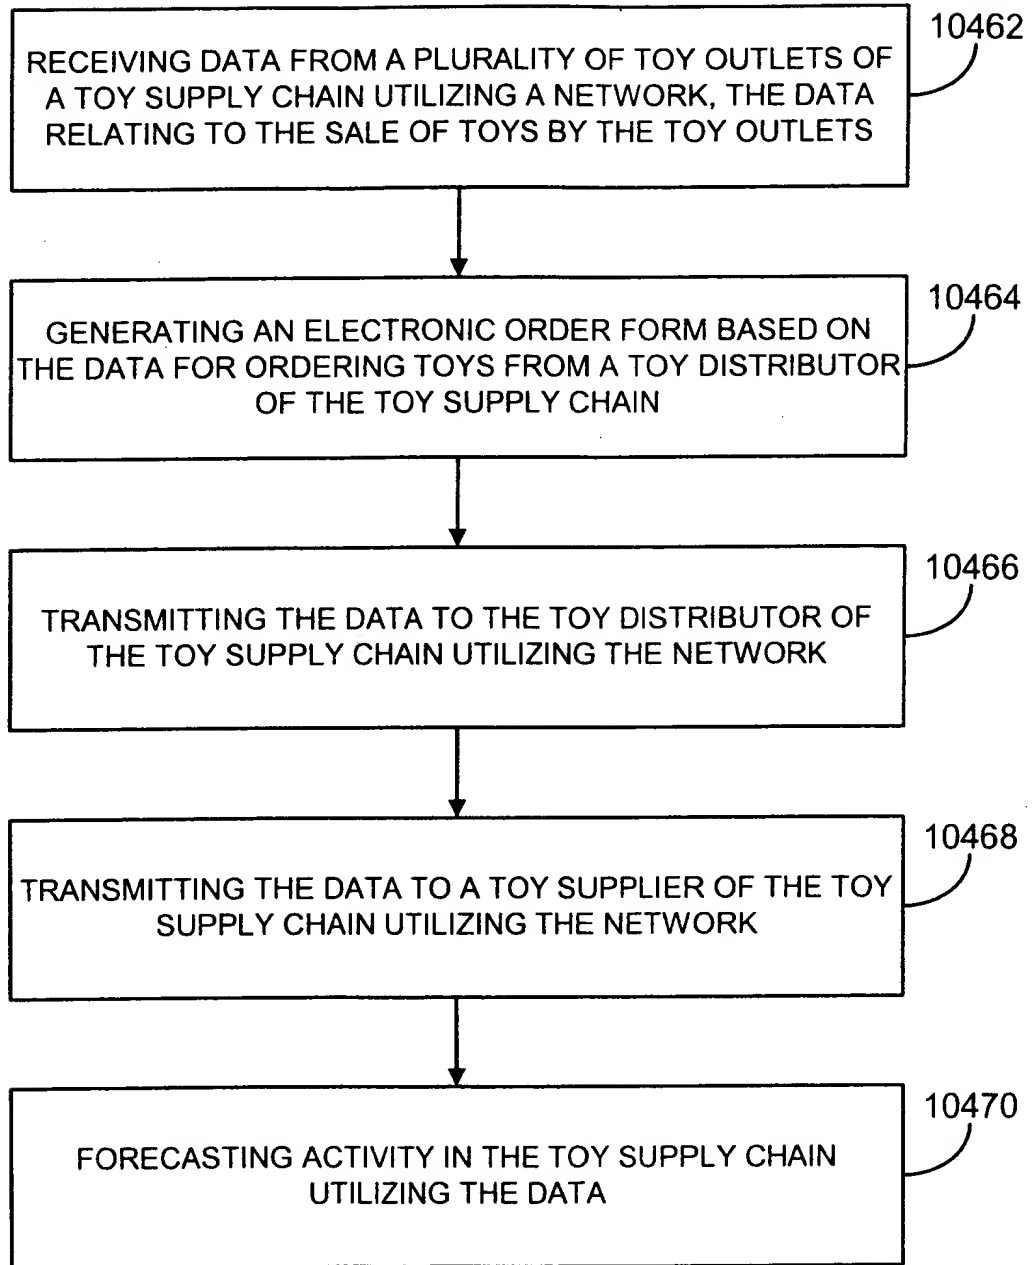 10462
RECEIVING DATA FROM A PLURALITY OF TOY OUTLETS OF
A TOY SUPPLY CHAIN UTILIZING A NETWORK, THE DATA
RELATING TO THE SALE OF TOYS BY THE TOY OUTLETS
10464
GENERATING AN ELECTRONIC ORDER FORM BASED ON
THE DATA FOR ORDERING TOYS FROM A TOY DISTRIBUTOR
OF THE TOY SUPPLY CHAIN
10466
TRANSMITTING THE DATA TO THE TOY DISTRIBUTOR OF
THE TOY SUPPLY CHAIN UTILIZING THE NETWORK
10468
TRANSMITTING THE DATA TO A TOY SUPPLIER OF THE TOY
SUPPLY CHAIN UTILIZING THE NETWORK
10470
FORECASTING ACTIVITY IN THE TOY SUPPLY CHAIN
UTILIZING THE DATA